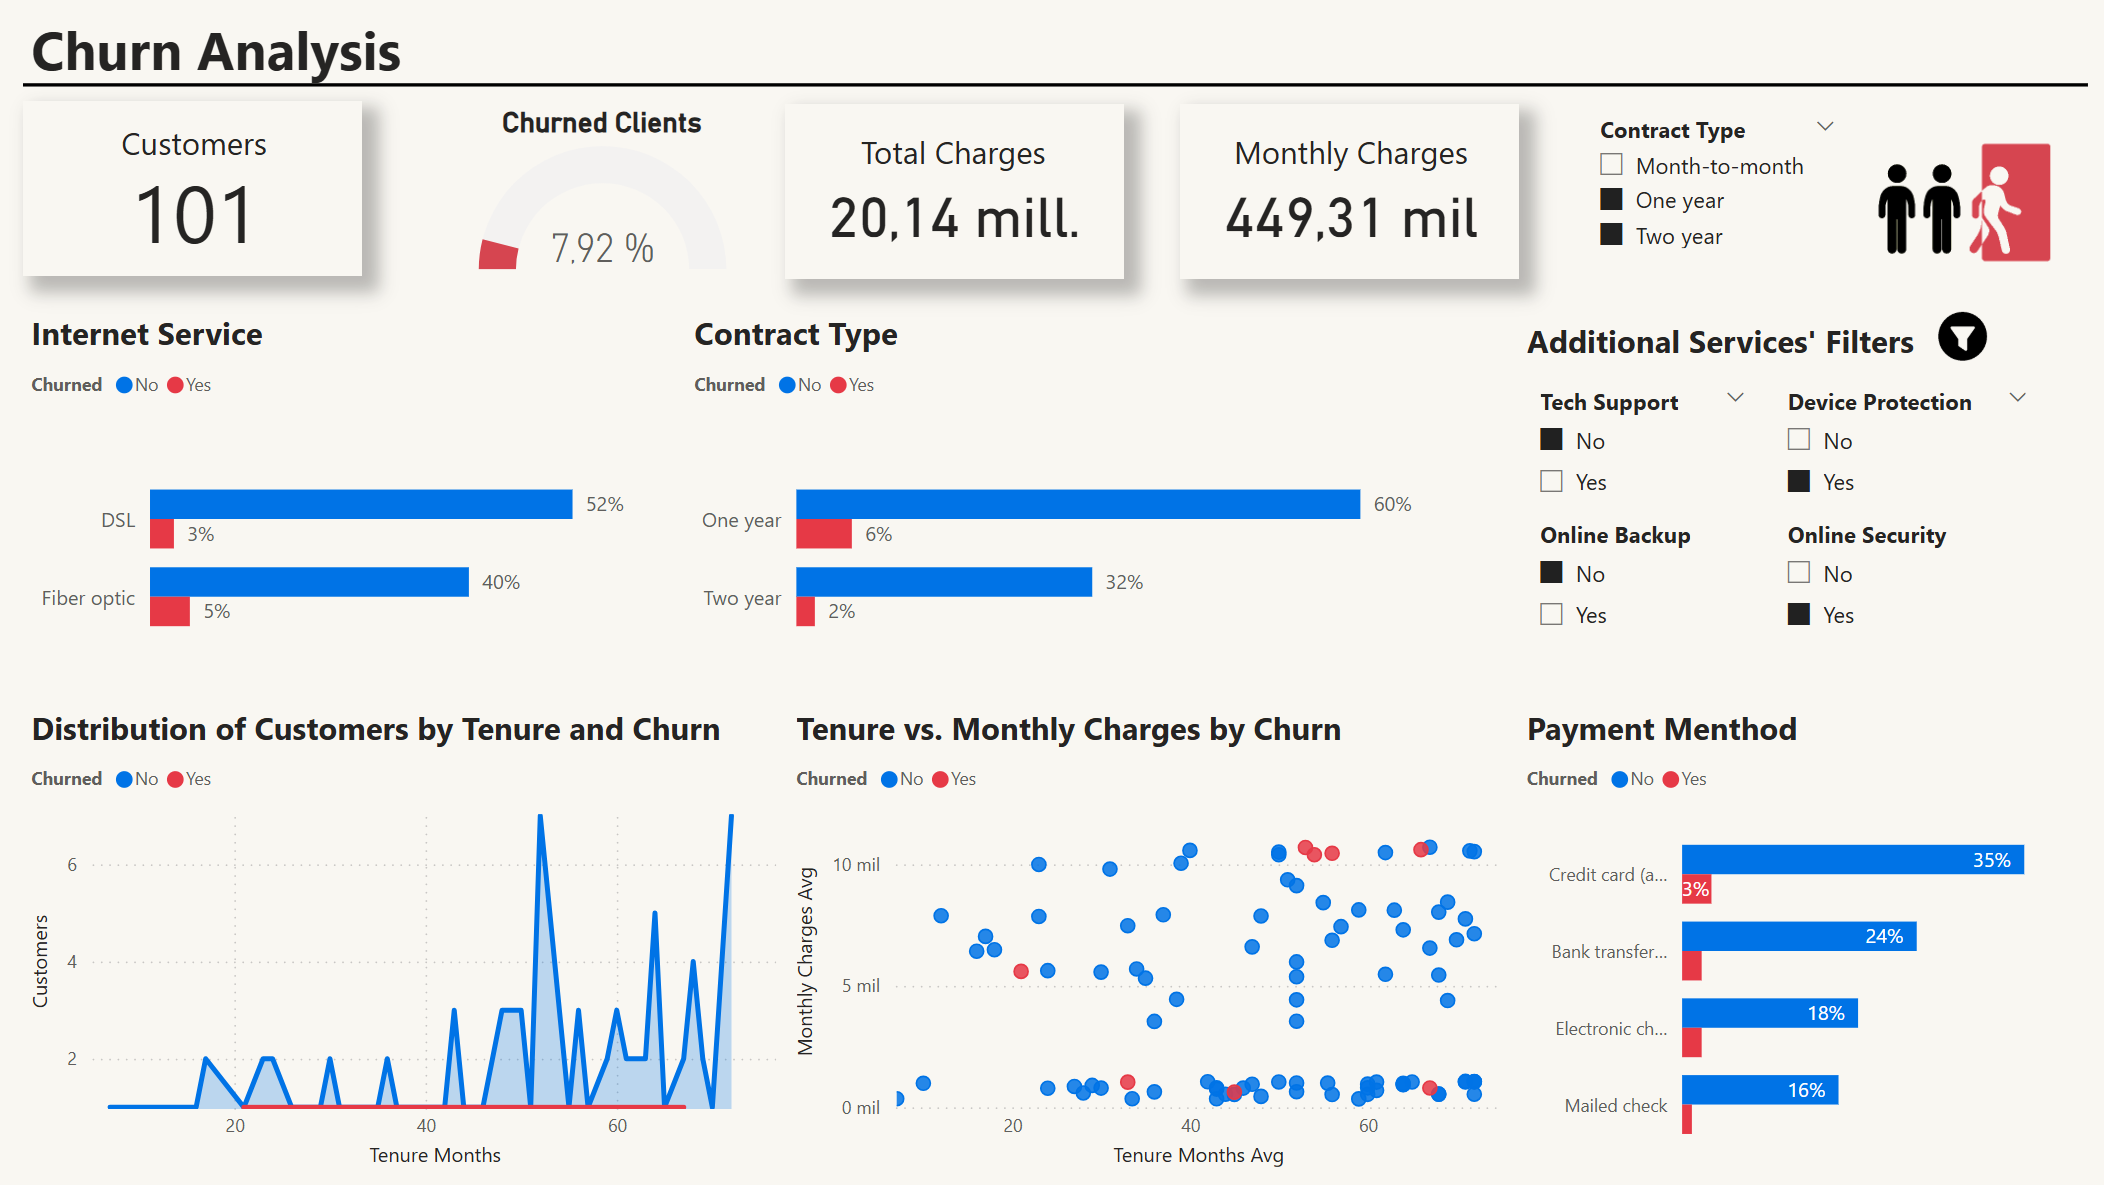 Churn Analysis
Customers
101
Churned Clients
7,92 %
Total Charges
20,14 mill.
Monthly Charges
449,31 mil
Contract Type
Month-to-month
One year
Two year
Internet Service
Churned No Yes
DSL
52%
3%
Fiber optic
40%
5%
Contract Type
Churned No Yes
One year
60%
6%
Two year
32%
2%
Additional Services' Filters
Tech Support
No
Yes
Device Protection
No
Yes
Online Backup
No
Yes
Online Security
No
Yes
Distribution of Customers by Tenure and Churn
Churned No Yes
Customers
6
4
2
20 40 60
Tenure Months
Tenure vs. Monthly Charges by Churn
Churned No Yes
Monthly Charges Avg
10 mil
5 mil
0 mil
20 40 60
Tenure Months Avg
Payment Menthod
Churned No Yes
Credit card (a...
35%
3%
Bank transfer...
24%
Electronic ch...
18%
Mailed check
16%